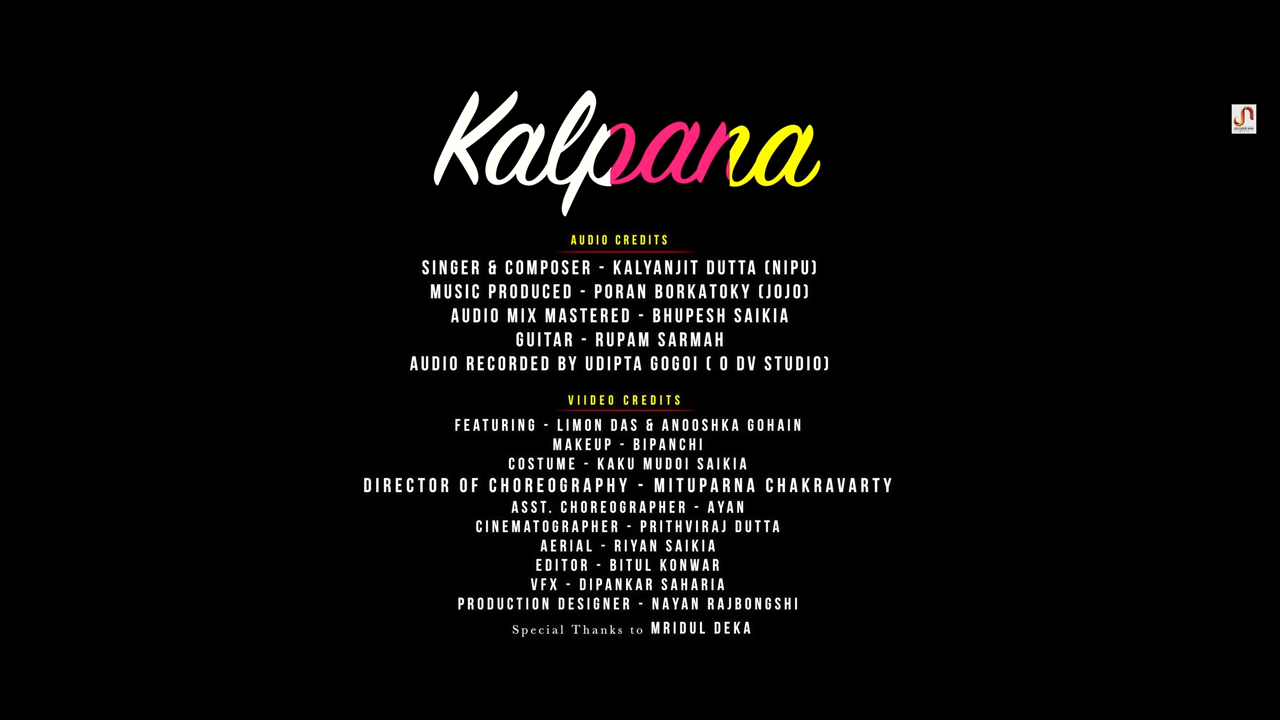 Kalpana
AUDIO CREDITS
SINGER & COMPOSER - KALYANJIT DUTTA (NIPU)
MUSIC PRODUCED - PORAN BORKATOKY (JOJO)
AUDIO MIX MASTERED - BHUPESH SAIKIA
GUITAR - RUPAM SARMAH
AUDIO RECORDED BY UDIPTA GOGOI ( O DV STUDIO)
VIIDEO CREDITS
FEATURING - LIMON DAS & ANOOSHKA GOHAIN
MAKEUP - BIPANCHI
COSTUME - KAKU MUDOI SAIKIA
DIRECTOR OF CHOREOGRAPHY - MITUPARNA CHAKRAVARTY
ASST. CHOREOGRAPHER - AYAN
CINEMATOGRAPHER - PRITHVIRAJ DUTTA
AERIAL - RIYAN SAIKIA
EDITOR - BITUL KONWAR
VFX - DIPANKAR SAHARIA
PRODUCTION DESIGNER - NAYAN RAJBONGSHI
Special Thanks to MRIDUL DEKA